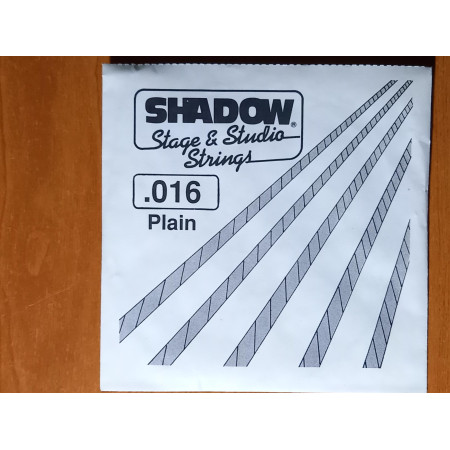 SHADOW®
Stage & Studio
Strings
.016
Plain